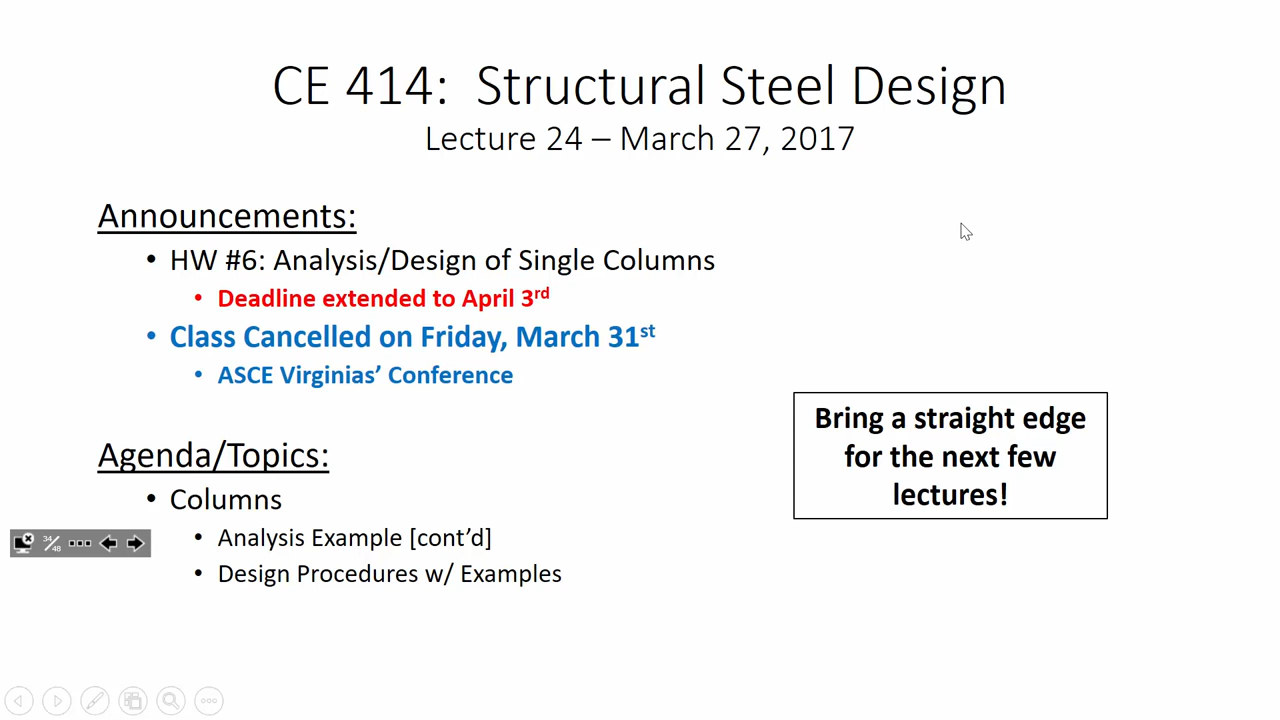 CE 414:  Structural Steel Design
Lecture 24 – March 27, 2017
Announcements:
• HW #6: Analysis/Design of Single Columns
• Deadline extended to April 3rd
• Class Cancelled on Friday, March 31st
• ASCE Virginias’ Conference
Bring a straight edge
for the next few
lectures!
Agenda/Topics:
• Columns
• Analysis Example [cont’d]
• Design Procedures w/ Examples
34/48